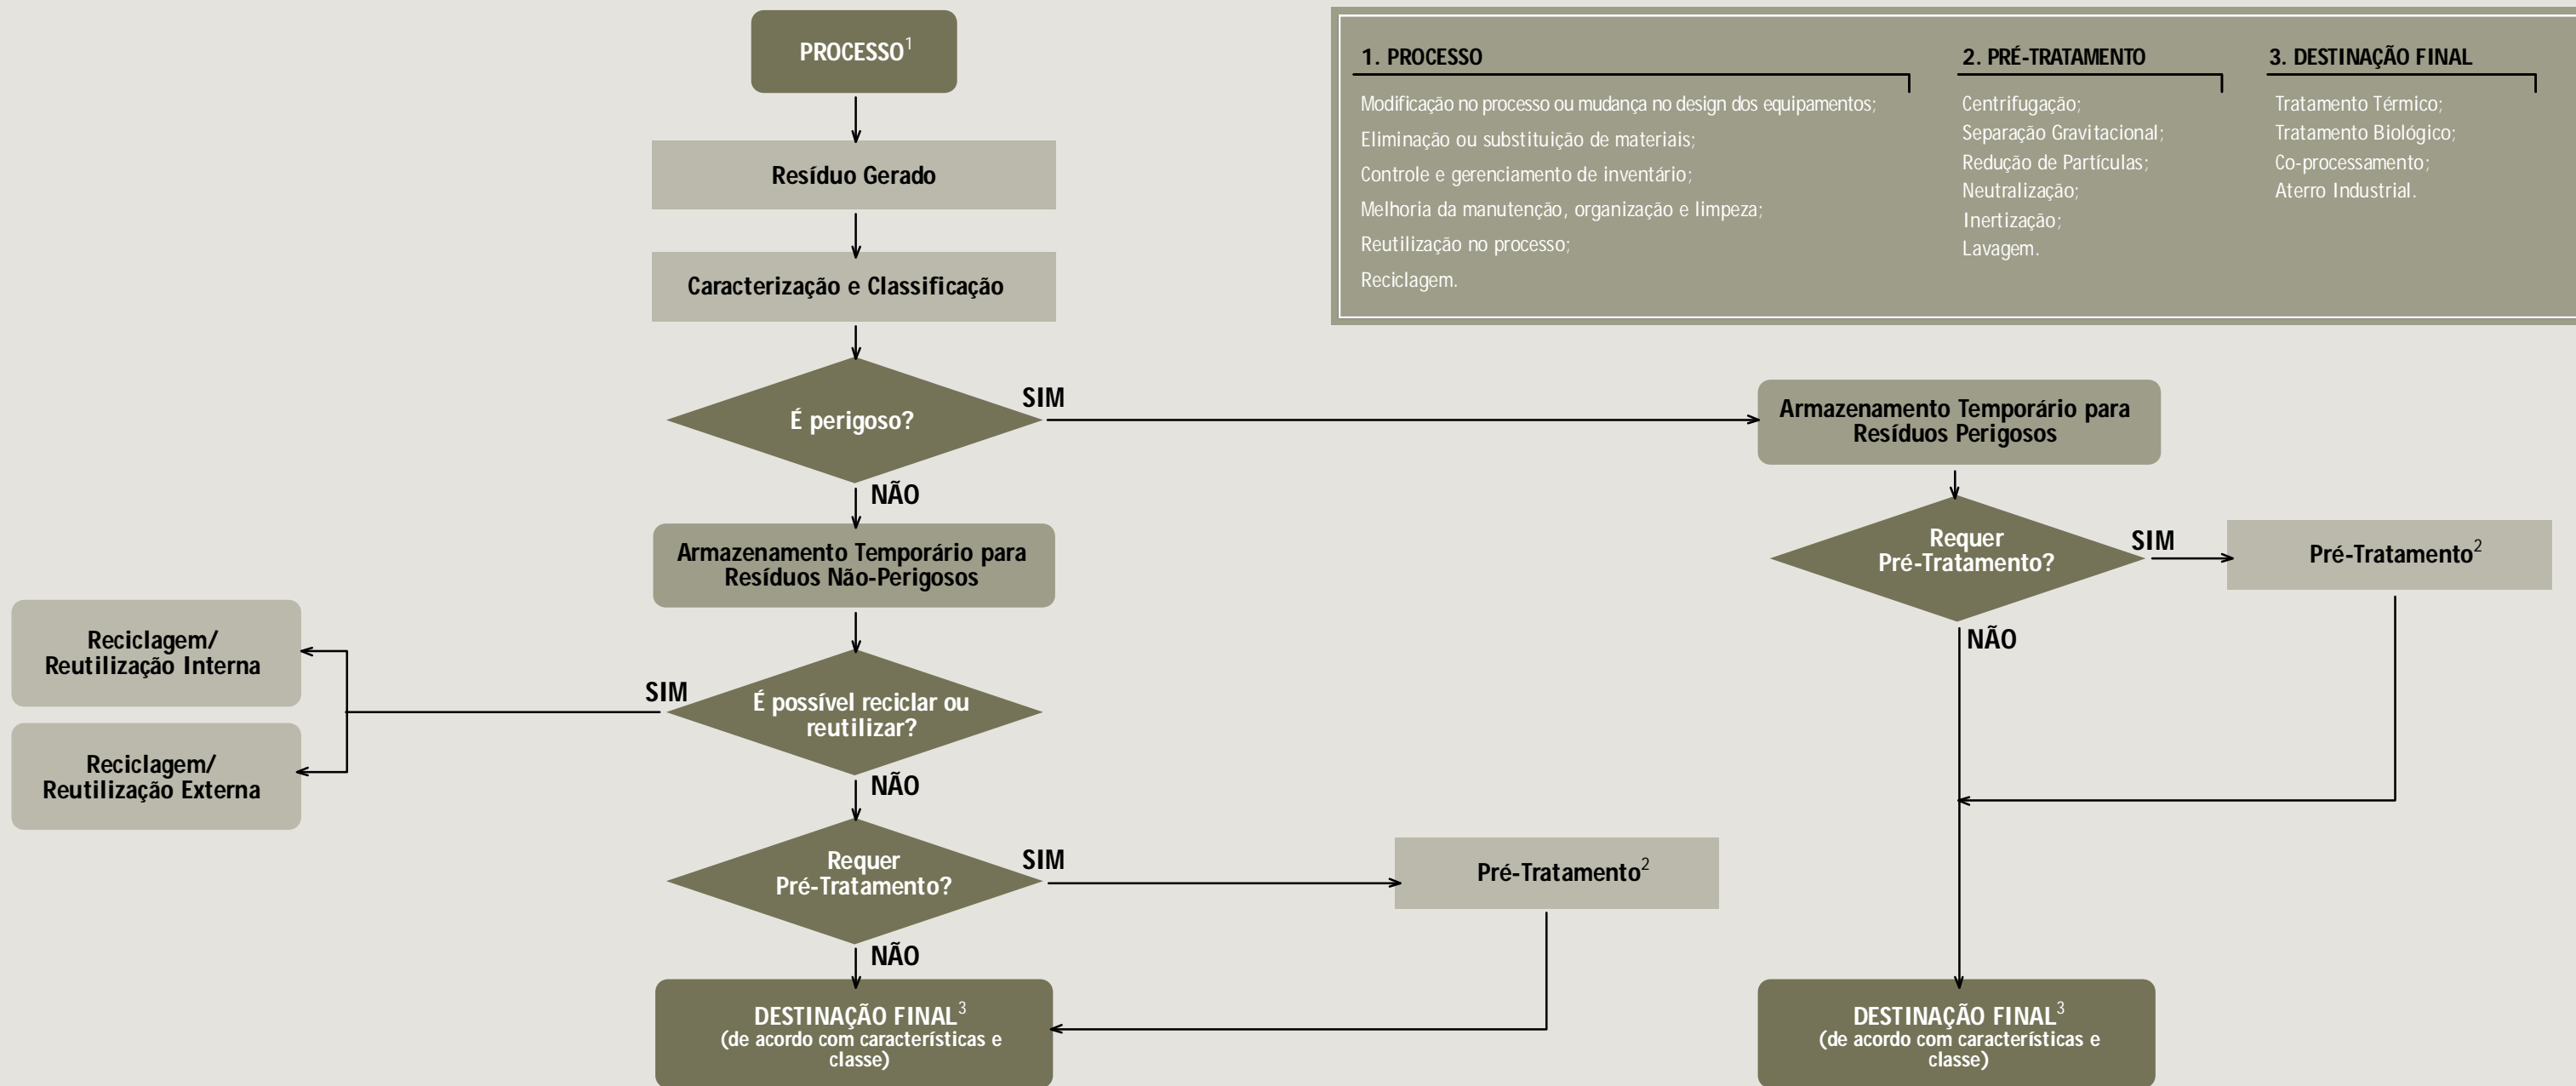 PROCESSO¹
Resíduo Gerado
Caracterização e Classificação
É perigoso?
SIM
NÃO
Armazenamento Temporário para
Resíduos Não-Perigosos
É possível reciclar ou
reutilizar?
SIM
Reciclagem/
Reutilização Interna
Reciclagem/
Reutilização Externa
NÃO
Requer
Pré-Tratamento?
SIM
Pré-Tratamento²
NÃO
DESTINAÇÃO FINAL³
(de acordo com características e
classe)
1. PROCESSO
Modificação no processo ou mudança no design dos equipamentos;
Eliminação ou substituição de materiais;
Controle e gerenciamento de inventário;
Melhoria da manutenção, organização e limpeza;
Reutilização no processo;
Reciclagem.
2. PRÉ-TRATAMENTO
Centrifugação;
Separação Gravitacional;
Redução de Partículas;
Neutralização;
Inertização;
Lavagem.
3. DESTINAÇÃO FINAL
Tratamento Térmico;
Tratamento Biológico;
Co-processamento;
Aterro Industrial.
Armazenamento Temporário para
Resíduos Perigosos
Requer
Pré-Tratamento?
SIM
Pré-Tratamento²
NÃO
DESTINAÇÃO FINAL³
(de acordo com características e
classe)